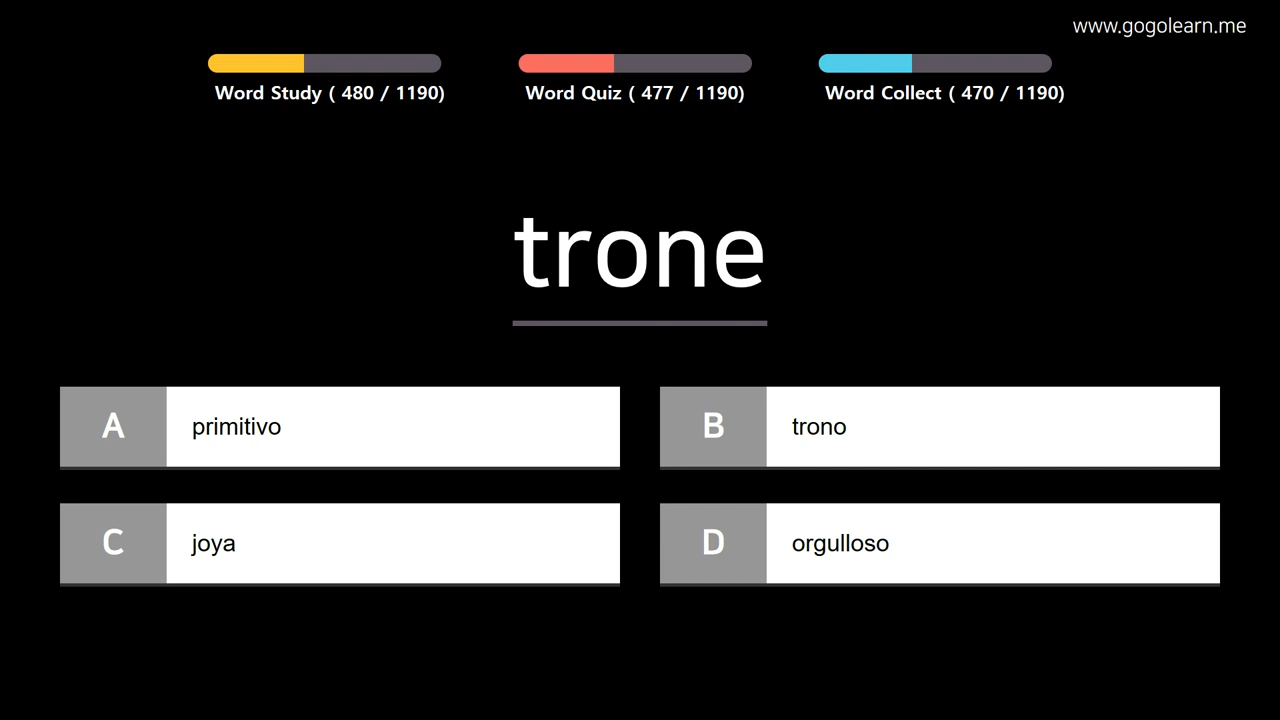 www.gogolearn.me
Word Study ( 480 / 1190)
Word Quiz ( 477 / 1190)
Word Collect ( 470 / 1190)
trone
A primitivo
B trono
C joya
D orgulloso